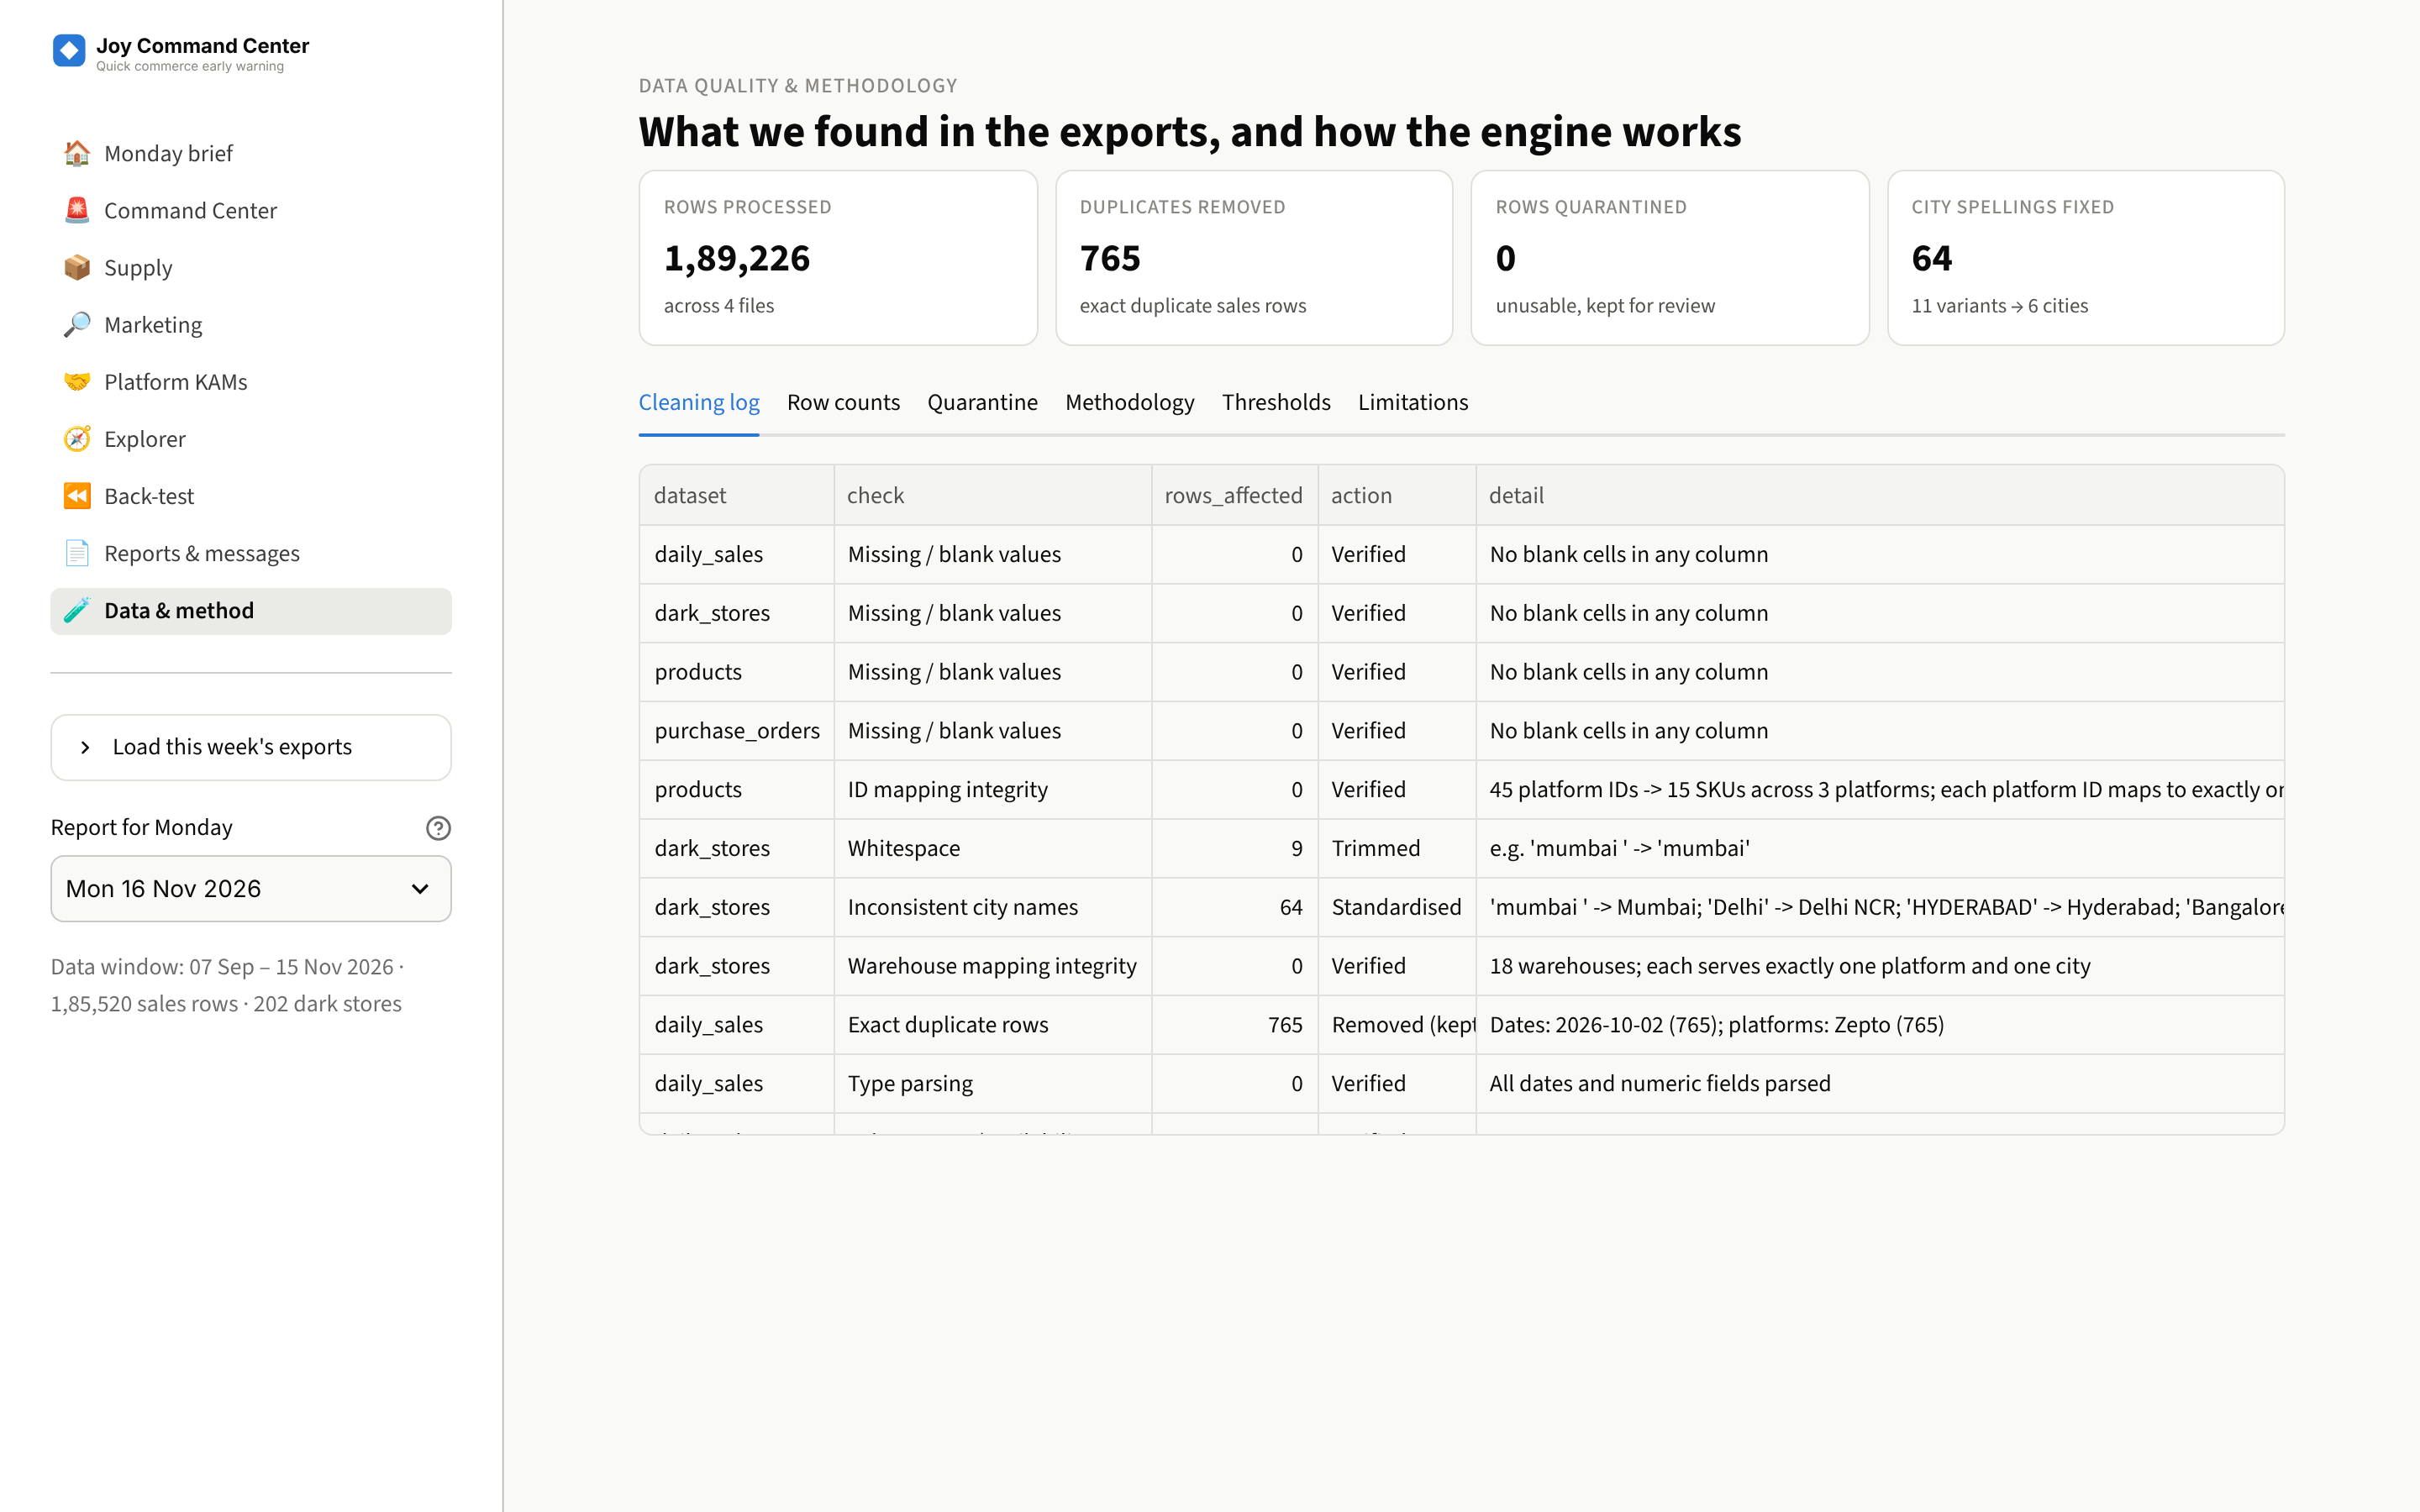 Joy Command Center
Quick commerce early warning
Monday brief
Command Center
Supply
Marketing
Platform KAMs
Explorer
Back-test
Reports & messages
Data & method
Load this week's exports
Report for Monday
Mon 16 Nov 2026
Data window: 07 Sep – 15 Nov 2026 ·
1,85,520 sales rows · 202 dark stores
DATA QUALITY & METHODOLOGY
What we found in the exports, and how the engine works
ROWS PROCESSED
1,89,226
across 4 files
DUPLICATES REMOVED
765
exact duplicate sales rows
ROWS QUARANTINED
0
unusable, kept for review
CITY SPELLINGS FIXED
64
11 variants → 6 cities
Cleaning log Row counts Quarantine Methodology Thresholds Limitations
dataset check rows_affected action detail
daily_sales Missing / blank values 0 Verified No blank cells in any column
dark_stores Missing / blank values 0 Verified No blank cells in any column
products Missing / blank values 0 Verified No blank cells in any column
purchase_orders Missing / blank values 0 Verified No blank cells in any column
products ID mapping integrity 0 Verified 45 platform IDs -> 15 SKUs across 3 platforms; each platform ID maps to exactly
dark_stores Whitespace 9 Trimmed e.g. 'mumbai ' -> 'mumbai'
dark_stores Inconsistent city names 64 Standardised 'mumbai ' -> Mumbai; 'Delhi' -> Delhi NCR; 'HYDERABAD' -> Hyderabad; 'Bangalore
dark_stores Warehouse mapping integrity 0 Verified 18 warehouses; each serves exactly one platform and one city
daily_sales Exact duplicate rows 765 Removed (kept Dates: 2026-10-02 (765); platforms: Zepto (765)
daily_sales Type parsing 0 Verified All dates and numeric fields parsed